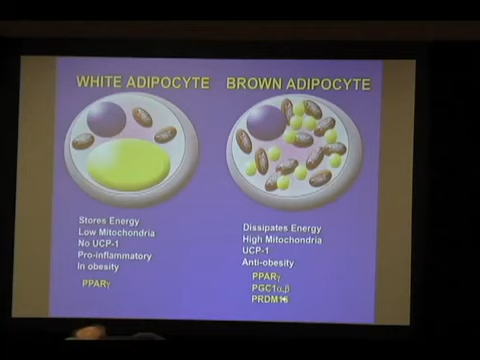 WHITE ADIPOCYTE
BROWN ADIPOCYTE
Stores Energy
Low Mitochondria
No UCP-1
Pro-inflammatory
In obesity
PPARγ
Dissipates Energy
High Mitochondria
UCP-1
Anti-obesity
PPARγ
PGC1α,β
PRDM16